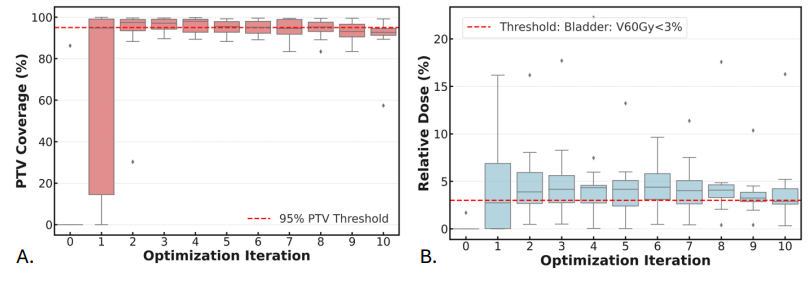 PTV Coverage (%)
100
80
60
40
20
0
95% PTV Threshold
0 1 2 3 4 5 6 7 8 9 10
Optimization Iteration
A.
Relative Dose (%)
20
15
10
5
0
Threshold: Bladder: V60Gy<3%
0 1 2 3 4 5 6 7 8 9 10
Optimization Iteration
B.